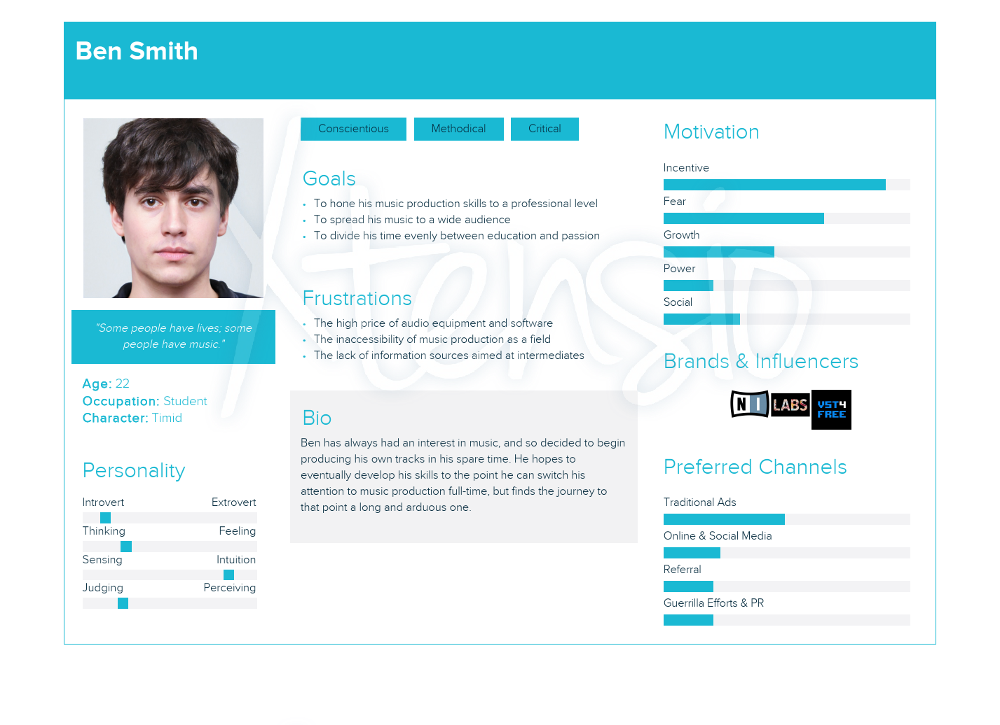 Ben Smith
"Some people have lives; some
people have music."
Age: 22
Occupation: Student
Character: Timid
Personality
Introvert Extrovert
Thinking Feeling
Sensing Intuition
Judging Perceiving
Conscientious Methodical Critical
Goals
• To hone his music production skills to a professional level
• To spread his music to a wide audience
• To divide his time evenly between education and passion
Frustrations
• The high price of audio equipment and software
• The inaccessibility of music production as a field
• The lack of information sources aimed at intermediates
Bio
Ben has always had an interest in music, and so decided to begin
producing his own tracks in his spare time. He hopes to
eventually develop his skills to the point he can switch his
attention to music production full-time, but finds the journey to
that point a long and arduous one.
Motivation
Incentive
Fear
Growth
Power
Social
Brands & Influencers
NI LABS VST4
FREE
Preferred Channels
Traditional Ads
Online & Social Media
Referral
Guerrilla Efforts & PR
Xtensio